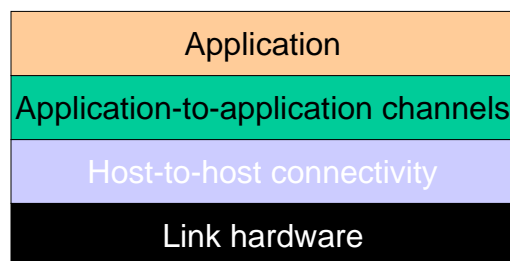 Application
Application-to-application channels
Host-to-host connectivity
Link hardware